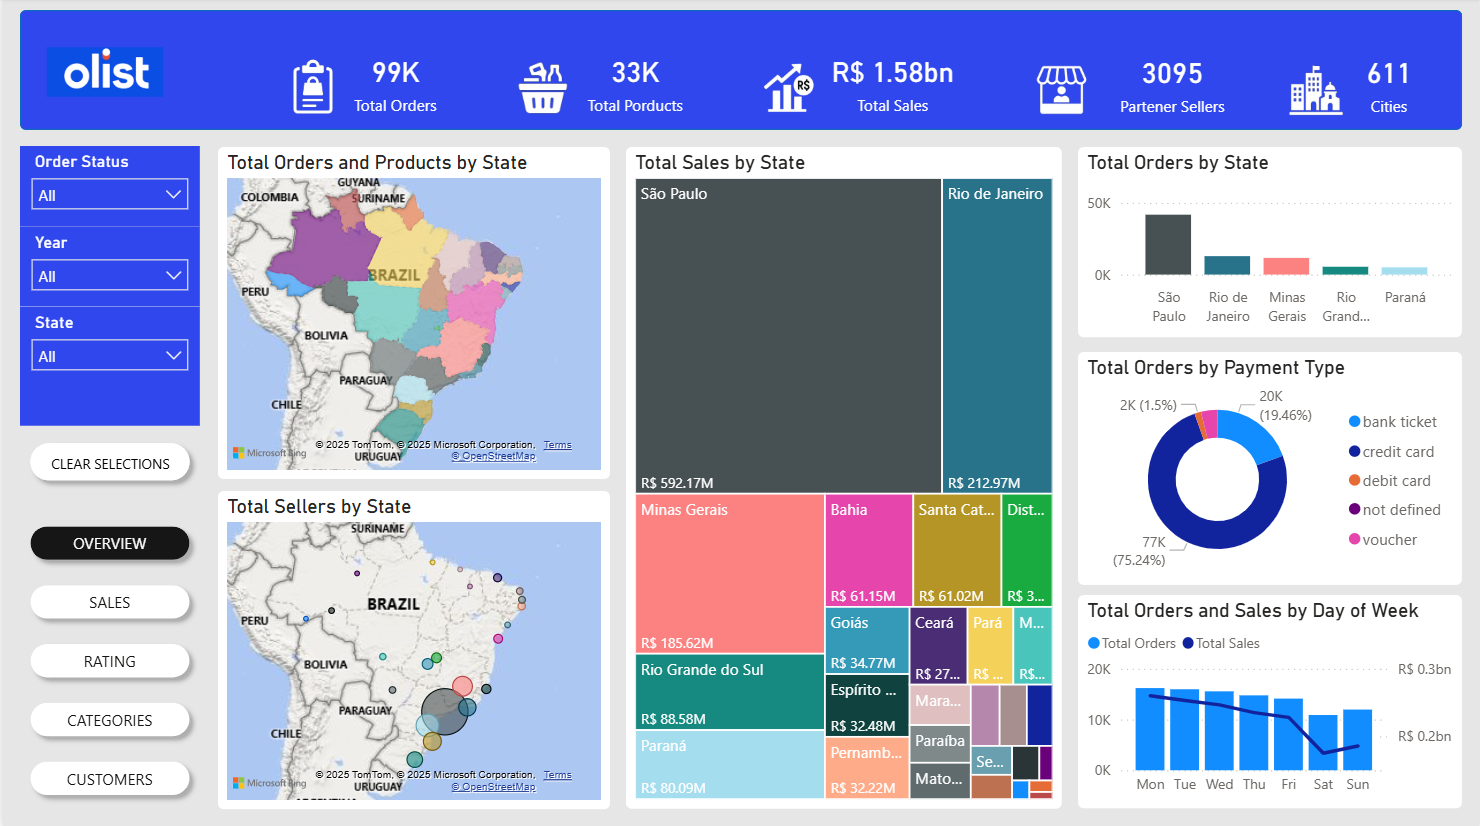 olist
99K
Total Orders
33K
Total Porducts
R$ 1.58bn
Total Sales
R$
3095
Partener Sellers
611
Cities
Order Status
All
Year
All
State
All
CLEAR SELECTIONS
OVERVIEW
SALES
RATING
CATEGORIES
CUSTOMERS
Total Orders and Products by State
GUYANA
COLOMBIA
SURINAME
BRAZIL
PERU
BOLIVIA
PARAGUAY
CHILE
© 2025 TomTom, © 2025 Microsoft Corporation, Terms
Microsoft Bing
© OpenStreetMap
URUGUAY
Total Sellers by State
SURINAME
BRAZIL
PERU
BOLIVIA
PARAGUAY
CHILE
© 2025 TomTom, © 2025 Microsoft Corporation, Terms
Microsoft Bing
© OpenStreetMap
URUGUAY
Total Sales by State
São Paulo
R$ 592.17M
Rio de Janeiro
R$ 212.97M
Minas Gerais
R$ 185.62M
Rio Grande do Sul
R$ 88.58M
Paraná
R$ 80.09M
Bahia
R$ 61.15M
Santa Cat...
R$ 61.02M
Dist...
R$ 3...
Goiás
R$ 34.77M
Espírito ...
R$ 32.48M
Pernamb...
R$ 32.22M
Ceará
R$ 27...
Pará
R$ ...
M...
R$...
Mara...
Paraíba
Mato...
Se...
Total Orders by State
50K
0K
São Paulo
Rio de Janeiro
Minas Gerais
Rio Grand...
Paraná
Total Orders by Payment Type
2K (1.5%)
20K
(19.46%)
77K
(75.24%)
bank ticket
credit card
debit card
not defined
voucher
Total Orders and Sales by Day of Week
Total Orders
Total Sales
20K
10K
0K
R$ 0.3bn
R$ 0.2bn
Mon Tue Wed Thu Fri Sat Sun